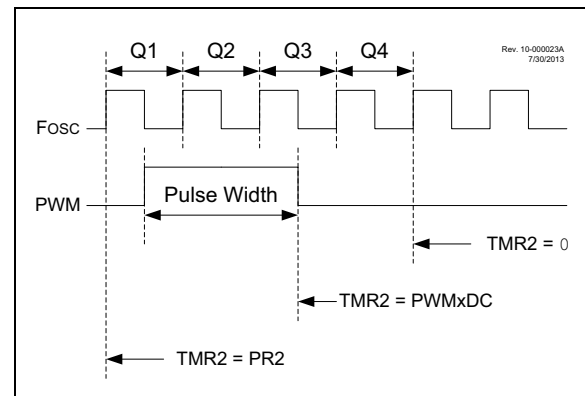 Q1 Q2 Q3 Q4
Rev. 10-000023A
7/30/2013
FOSC
PWM
Pulse Width
TMR2 = 0
TMR2 = PWMxDC
TMR2 = PR2